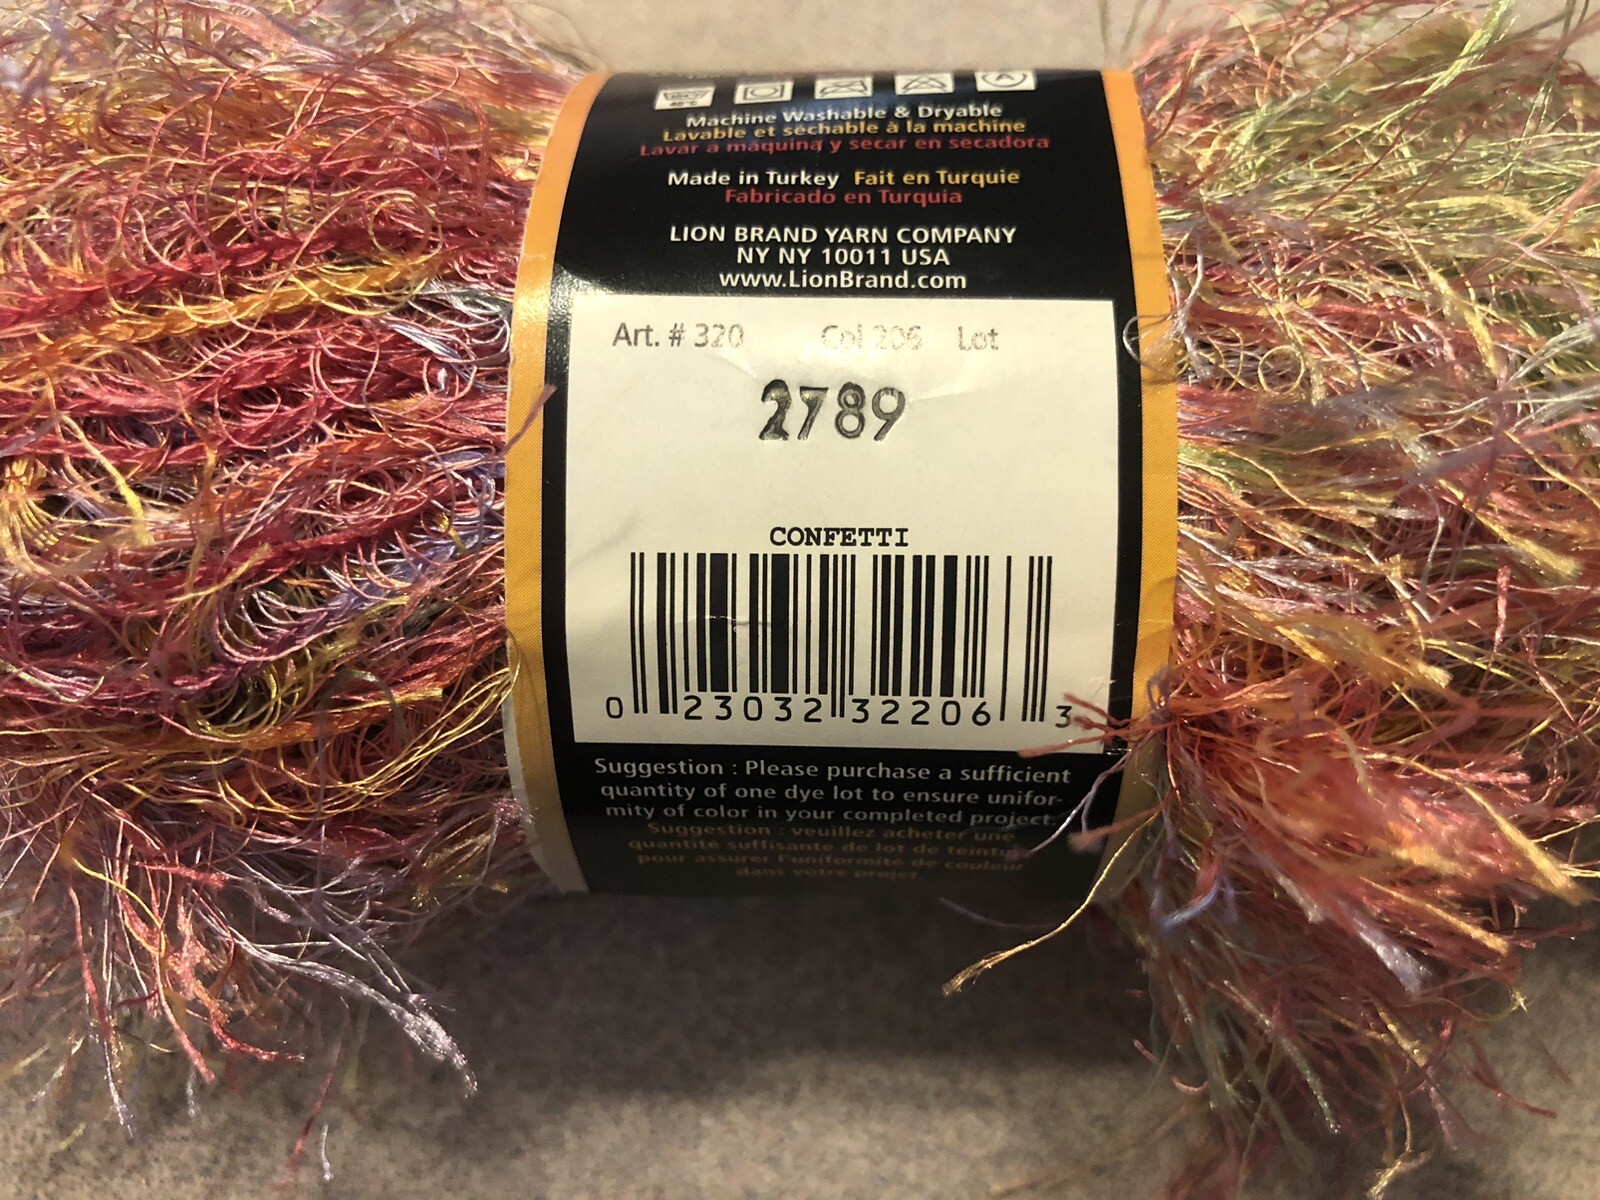 40°C
A
Machine Washable & Dryable
Lavable et séchable à la machine
Lavar a máquina y secar en secadora
Made in Turkey Fait en Turquie
Fabricado en Turquía
LION BRAND YARN COMPANY
NY NY 10011 USA
www.LionBrand.com
Art. # 320 Col 206 Lot
2789
CONFETTI
0 23032 32206 3
Suggestion : Please purchase a sufficient
quantity of one dye lot to ensure unifor-
mity of color in your completed project.
Suggestion : veuillez acheter une
quantité suffisante de lot de teinture
pour assurer l'uniformité de couleur
dans votre projet.